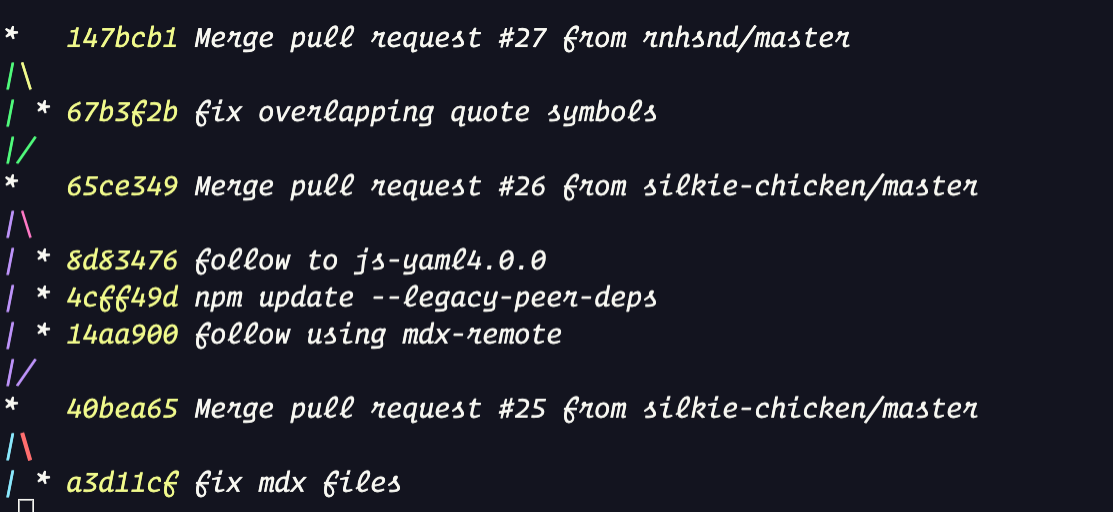 *   147bcb1 Merge pull request #27 from rnhsnd/master
|\
| * 67b3f2b fix overlapping quote symbols
|/
*   65ce349 Merge pull request #26 from silkie-chicken/master
|\
| * 8d83476 follow to js-yaml4.0.0
| * 4cff49d npm update --legacy-peer-deps
| * 14aa900 follow using mdx-remote
|/
*   40bea65 Merge pull request #25 from silkie-chicken/master
|\
| * a3d11cf fix mdx files